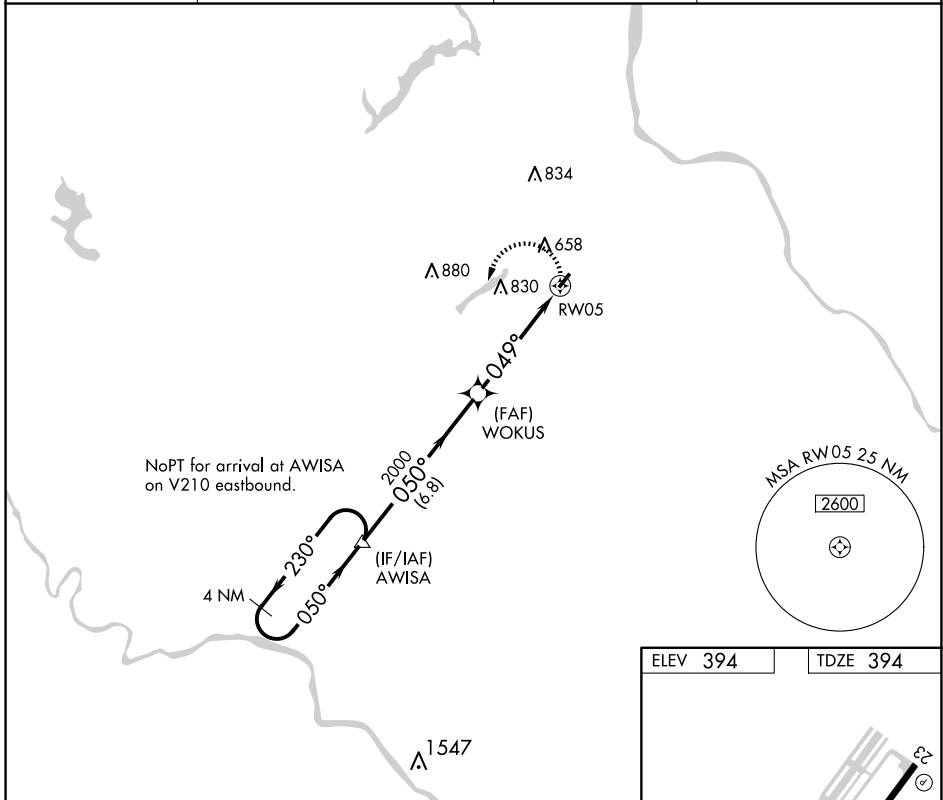 834
658
880
830
RW05
049°
(FAF)
WOKUS
NoPT for arrival at AWISA
on V210 eastbound.
2000
050°
(6.8)
MSA RW05 25 NM
2600
230°
(IF/IAF)
AWISA
4 NM
050°
ELEV 394
TDZE 394
1547
23
P